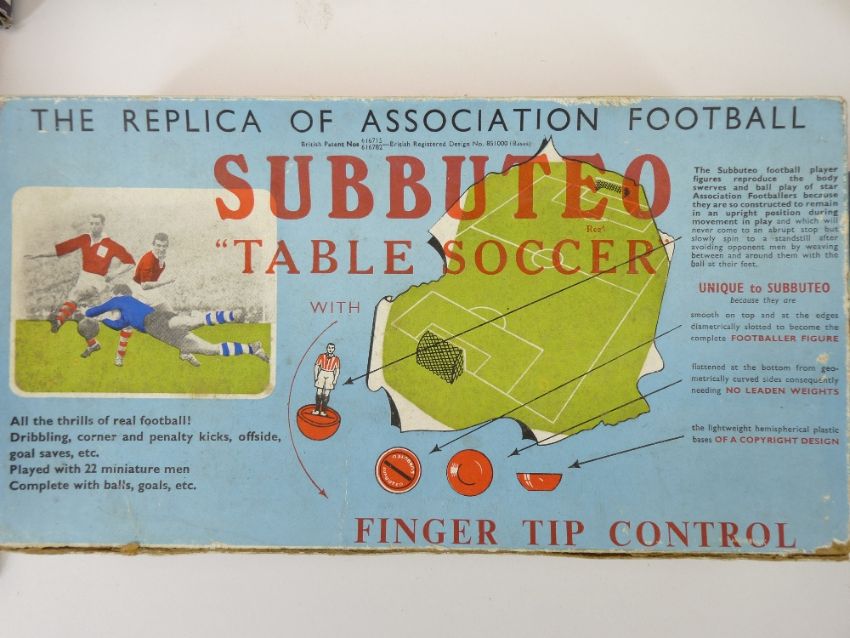 THE REPLICA OF ASSOCIATION FOOTBALL
British Patent Nos 616715 616782 — British Registered Design No. 851000 (Bases)
SUBBUTEO
Regd
"TABLE SOCCER"
WITH
All the thrills of real football!
Dribbling, corner and penalty kicks, offside,
goal saves, etc.
Played with 22 miniature men
Complete with balls, goals, etc.
The Subbuteo football player
figures reproduce the body
swerves and ball play of star
Association Footballers because
they are so constructed to remain
in an upright position during
movement in play and which will
never come to an abrupt stop but
slowly spin to a standstill after
avoiding opponent men by weaving
between and around them with the
ball at their feet.
UNIQUE to SUBBUTEO
because they are
smooth on top and at the edges
diametrically slotted to become the
complete FOOTBALLER FIGURE
flattened at the bottom from geo-
metrically curved sides consequently
needing NO LEADEN WEIGHTS
the lightweight hemispherical plastic
bases OF A COPYRIGHT DESIGN
SUBBUTEO
FINGER TIP CONTROL